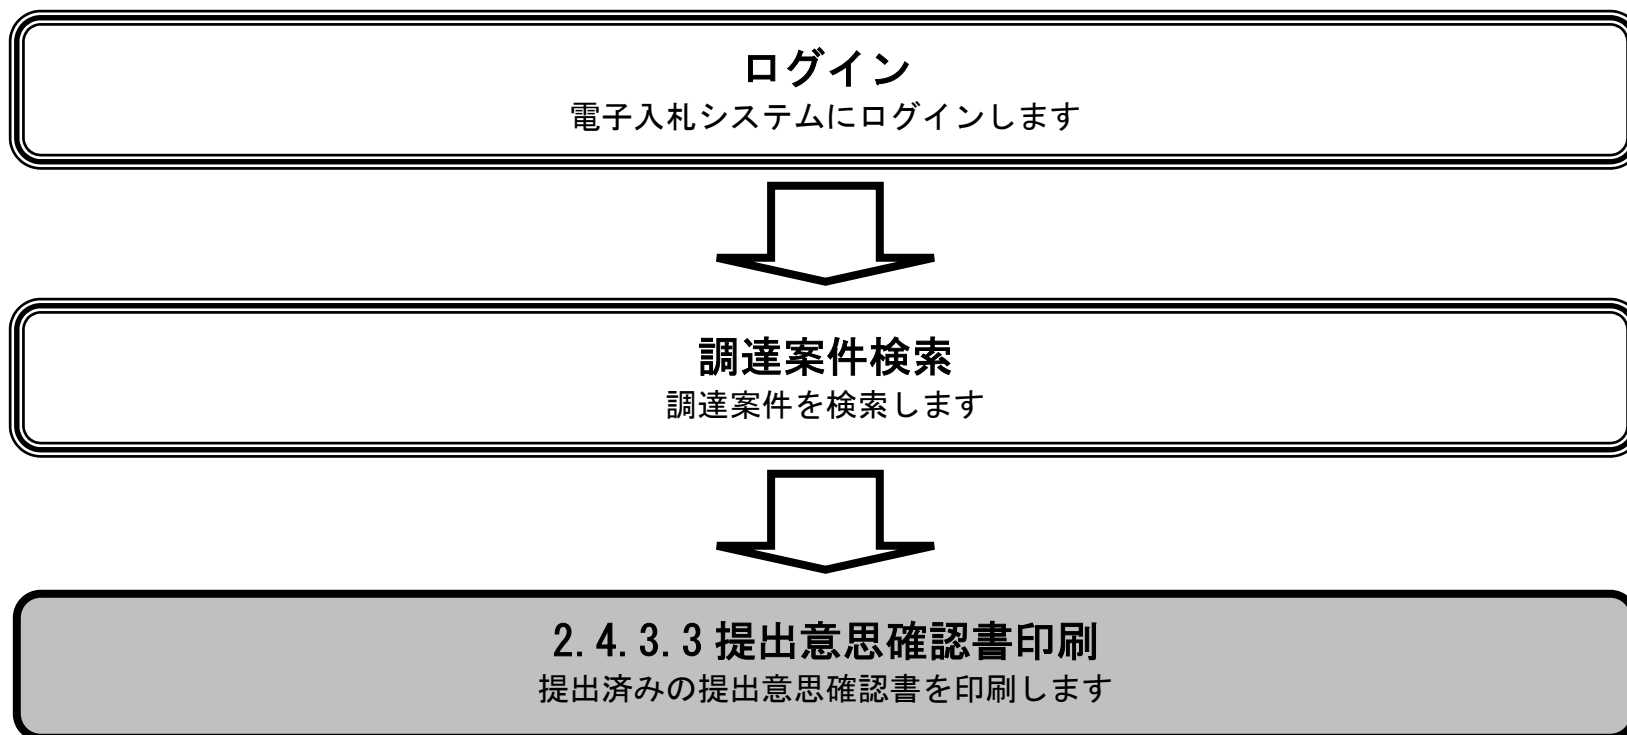 ログイン
電子入札システムにログインします
調達案件検索
調達案件を検索します
2.4.3.3 提出意思確認書印刷
提出済みの提出意思確認書を印刷します